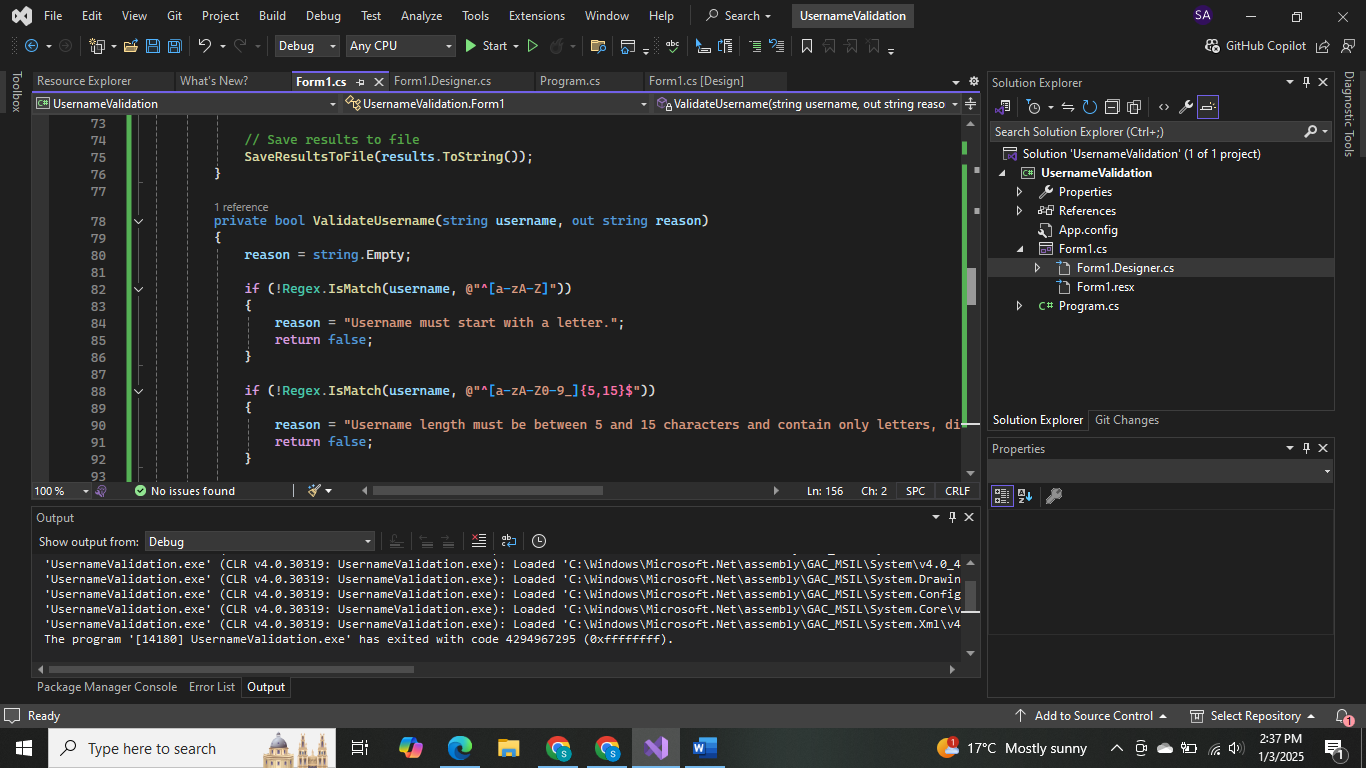 File Edit View Git Project Build Debug Test Analyze Tools Extensions Window Help Search UsernameValidation SA
Debug Any CPU Start GitHub Copilot
Toolbox
Resource Explorer What's New? Form1.cs Form1.Designer.cs Program.cs Form1.cs [Design]
UsernameValidation UsernameValidation.Form1 ValidateUsername(string username, out string reaso
73
74 // Save results to file
75 SaveResultsToFile(results.ToString());
76 }
77
1 reference
78 private bool ValidateUsername(string username, out string reason)
79 {
80 reason = string.Empty;
81
82 if (!Regex.IsMatch(username, @"^[a-zA-Z]"))
83 {
84 reason = "Username must start with a letter.";
85 return false;
86 }
87
88 if (!Regex.IsMatch(username, @"^[a-zA-Z0-9_]{5,15}$"))
89 {
90 reason = "Username length must be between 5 and 15 characters and contain only letters, di
91 return false;
92 }
93
100 % No issues found Ln: 156 Ch: 2 SPC CRLF
Output
Show output from: Debug
'UsernameValidation.exe' (CLR v4.0.30319: UsernameValidation.exe): Loaded 'C:\Windows\Microsoft.Net\assembly\GAC_MSIL\System\v4.0_4
'UsernameValidation.exe' (CLR v4.0.30319: UsernameValidation.exe): Loaded 'C:\Windows\Microsoft.Net\assembly\GAC_MSIL\System.Drawin
'UsernameValidation.exe' (CLR v4.0.30319: UsernameValidation.exe): Loaded 'C:\Windows\Microsoft.Net\assembly\GAC_MSIL\System.Config
'UsernameValidation.exe' (CLR v4.0.30319: UsernameValidation.exe): Loaded 'C:\Windows\Microsoft.Net\assembly\GAC_MSIL\System.Core\v
'UsernameValidation.exe' (CLR v4.0.30319: UsernameValidation.exe): Loaded 'C:\Windows\Microsoft.Net\assembly\GAC_MSIL\System.Xml\v4
The program '[14180] UsernameValidation.exe' has exited with code 4294967295 (0xffffffff).
Package Manager Console Error List Output
Solution Explorer
Search Solution Explorer (Ctrl+;)
Solution 'UsernameValidation' (1 of 1 project)
UsernameValidation
Properties
References
App.config
Form1.cs
Form1.Designer.cs
Form1.resx
C# Program.cs
Solution Explorer Git Changes
Properties
Diagnostic Tools
Ready Add to Source Control Select Repository 1
Type here to search 1 17°C Mostly sunny 2:37 PM
1/3/2025 1